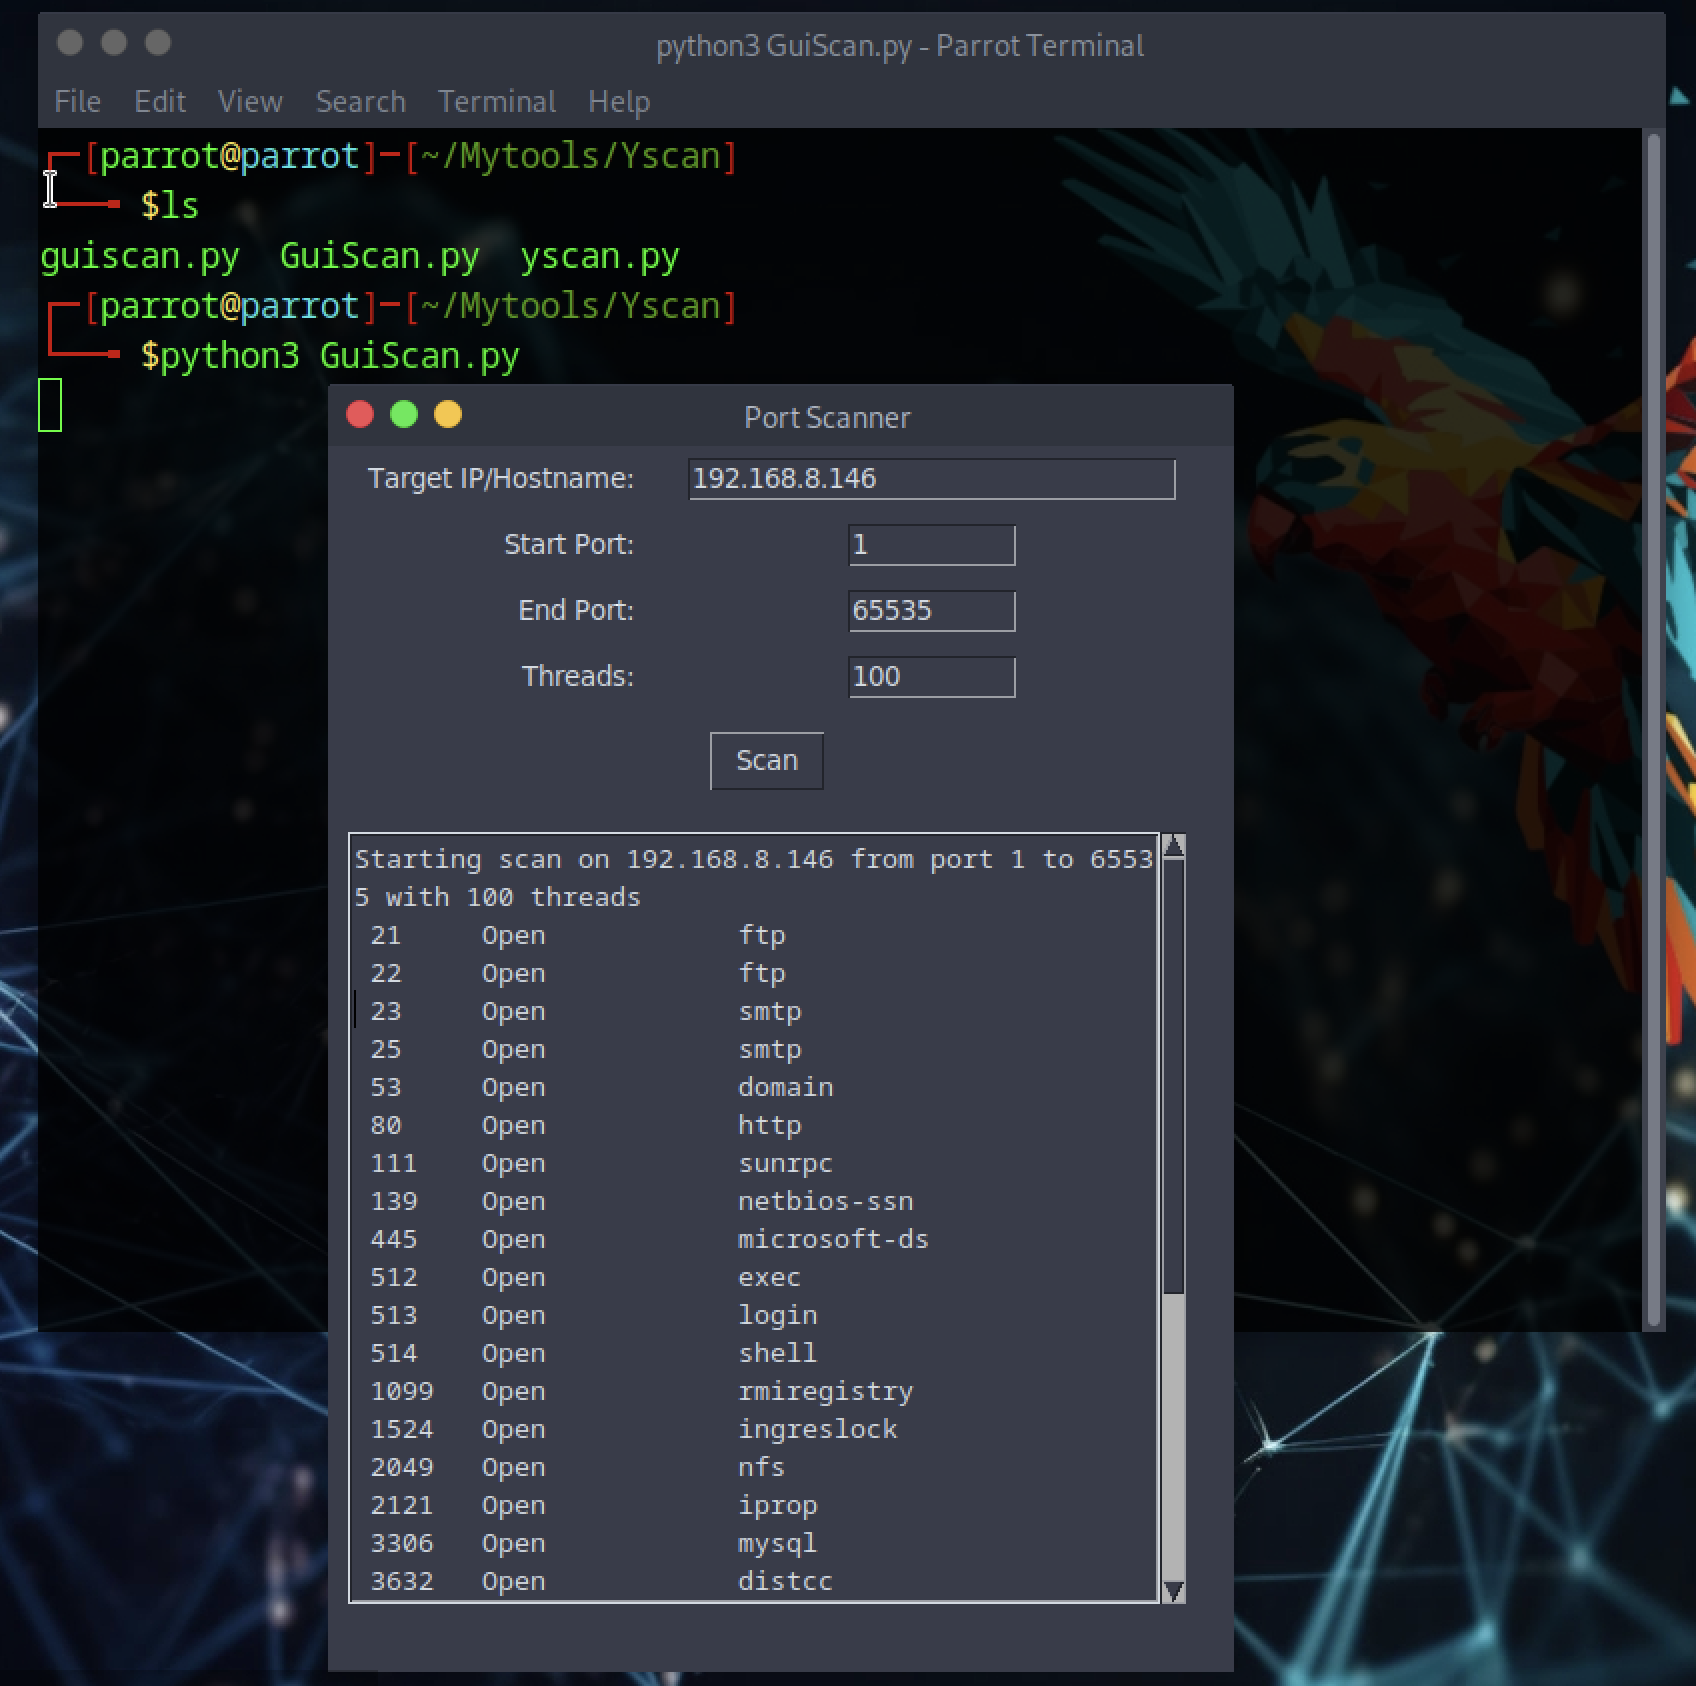 python3 GuiScan.py - Parrot Terminal
File Edit View Search Terminal Help
┌─[parrot@parrot]─[~/Mytools/Yscan]
└──╼ $ls
guiscan.py  GuiScan.py  yscan.py
┌─[parrot@parrot]─[~/Mytools/Yscan]
└──╼ $python3 GuiScan.py
Port Scanner
Target IP/Hostname: 192.168.8.146
Start Port: 1
End Port: 65535
Threads: 100
Scan
Starting scan on 192.168.8.146 from port 1 to 6553
5 with 100 threads
21 Open ftp
22 Open ftp
23 Open smtp
25 Open smtp
53 Open domain
80 Open http
111 Open sunrpc
139 Open netbios-ssn
445 Open microsoft-ds
512 Open exec
513 Open login
514 Open shell
1099 Open rmiregistry
1524 Open ingreslock
2049 Open nfs
2121 Open iprop
3306 Open mysql
3632 Open distcc